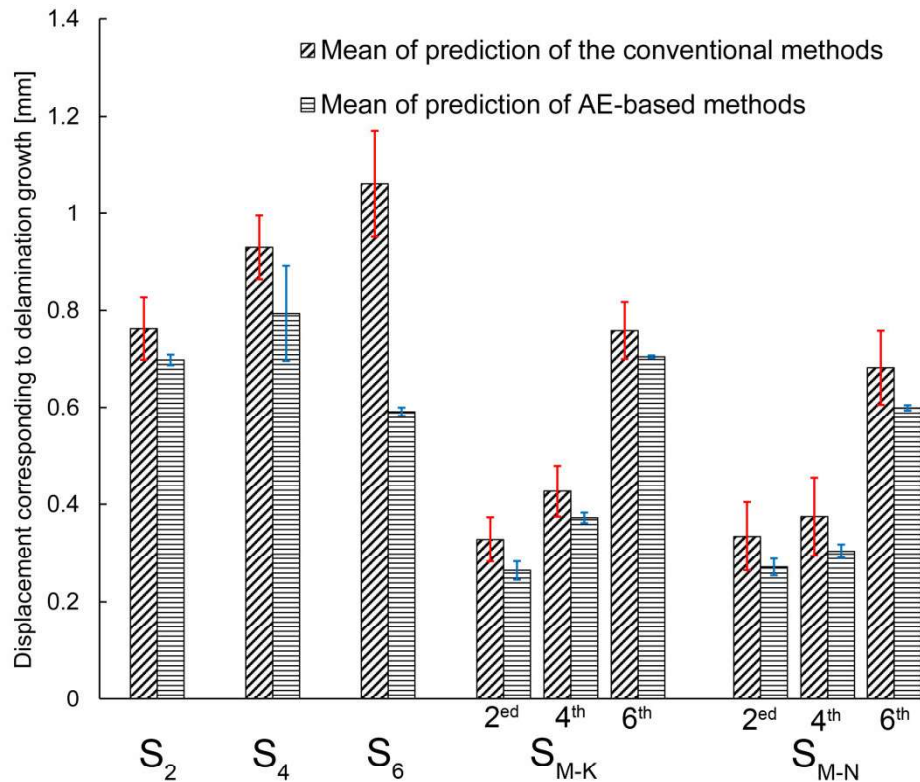 Displacement corresponding to delamination growth [mm]
1.4
1.2
1
0.8
0.6
0.4
0.2
0
Mean of prediction of the conventional methods
Mean of prediction of AE-based methods
2ed 4th 6th 2ed 4th 6th
S2 S4 S6 SM-K SM-N